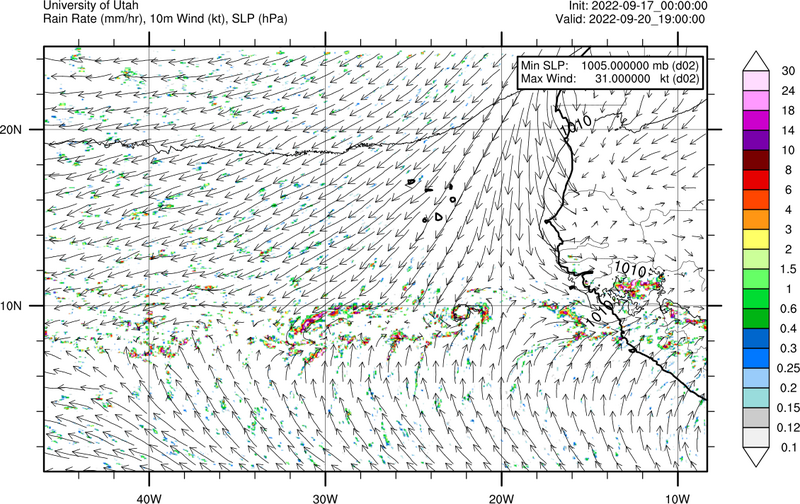 University of Utah
Init: 2022-09-17_00:00:00
Rain Rate (mm/hr), 10m Wind (kt), SLP (hPa)
Valid: 2022-09-20_19:00:00
Min SLP: 1005.000000 mb (d02)
Max Wind: 31.000000 kt (d02)
30
24
18
14
10
8
6
4
3
2
1.5
1
0.6
0.4
0.3
0.25
0.2
0.15
0.12
0.1
20N
10N
1010
1010
1010
40W
30W
20W
10W